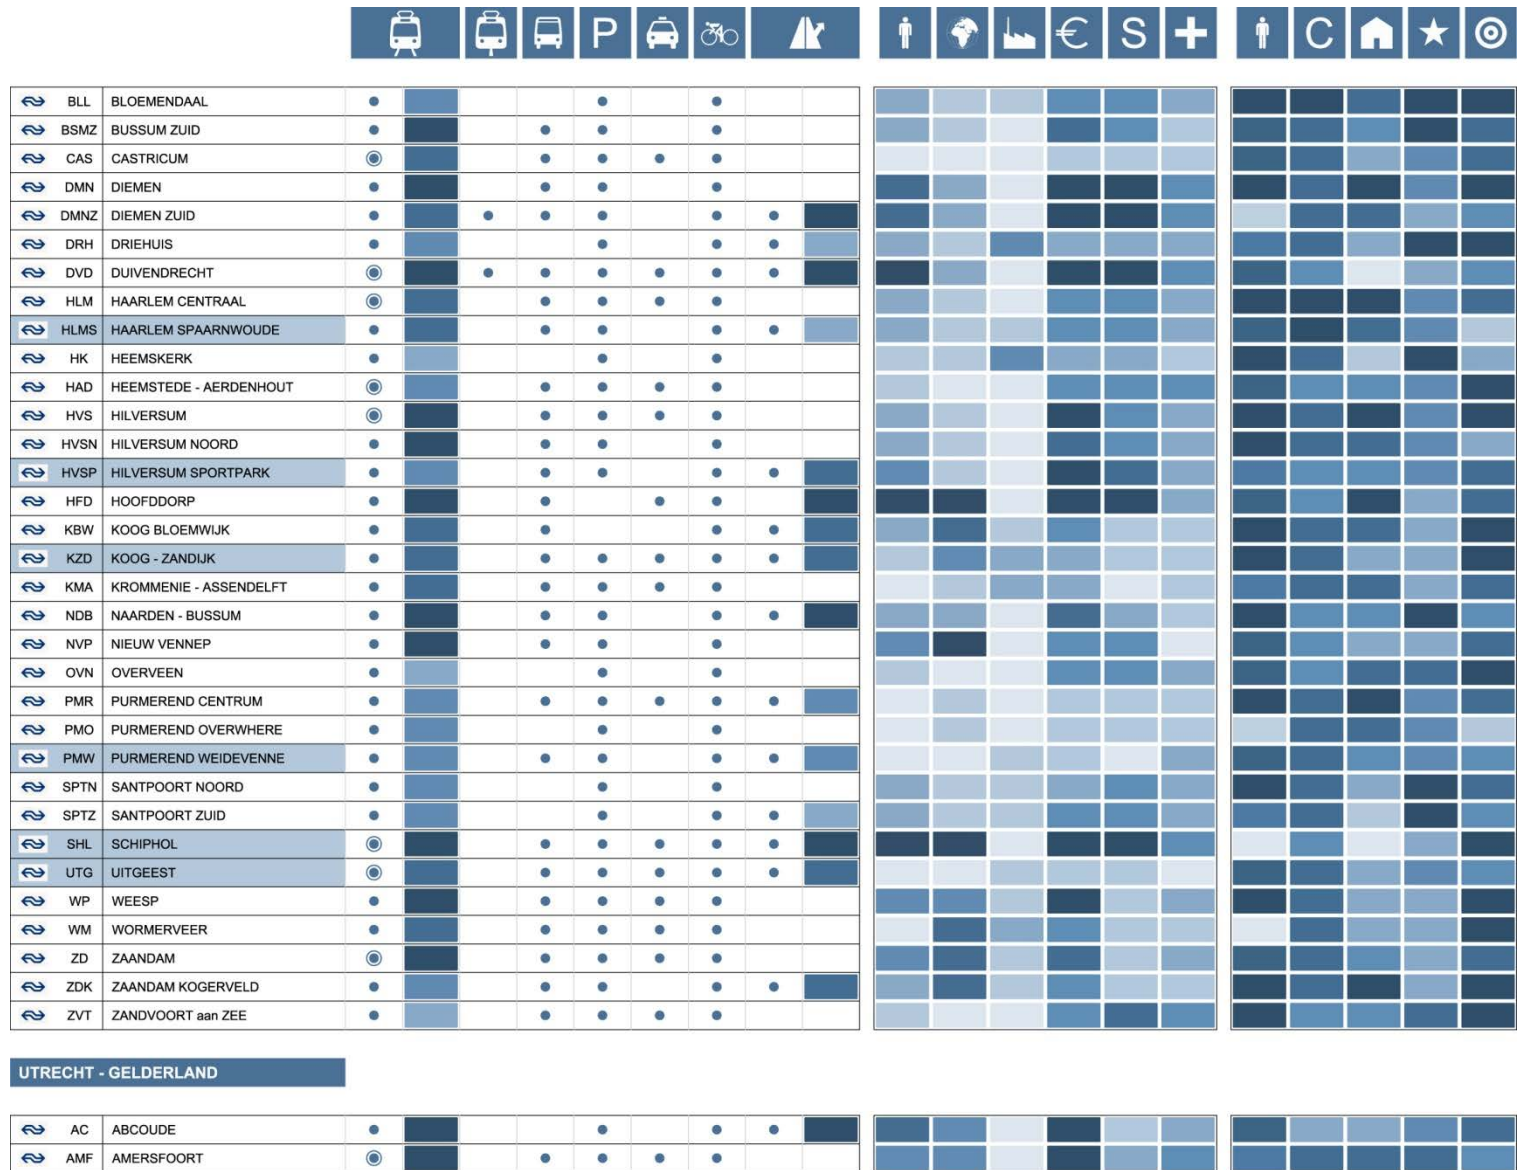 P € S + C
BLL BLOEMENDAAL
BSMZ BUSSUM ZUID
CAS CASTRICUM
DMN DIEMEN
DMNZ DIEMEN ZUID
DRH DRIEHUIS
DVD DUIVENDRECHT
HLM HAARLEM CENTRAAL
HLMS HAARLEM SPAARNWOUDE
HK HEEMSKERK
HAD HEEMSTEDE - AERDENHOUT
HVS HILVERSUM
HVSN HILVERSUM NOORD
HVSP HILVERSUM SPORTPARK
HFD HOOFDDORP
KBW KOOG BLOEMWIJK
KZD KOOG - ZANDIJK
KMA KROMMENIE - ASSENDELFT
NDB NAARDEN - BUSSUM
NVP NIEUW VENNEP
OVN OVERVEEN
PMR PURMEREND CENTRUM
PMO PURMEREND OVERWHERE
PMW PURMEREND WEIDEVENNE
SPTN SANTPOORT NOORD
SPTZ SANTPOORT ZUID
SHL SCHIPHOL
UTG UITGEEST
WP WEESP
WM WORMERVEER
ZD ZAANDAM
ZDK ZAANDAM KOGERVELD
ZVT ZANDVOORT aan ZEE
UTRECHT - GELDERLAND
AC ABCOUDE
AMF AMERSFOORT